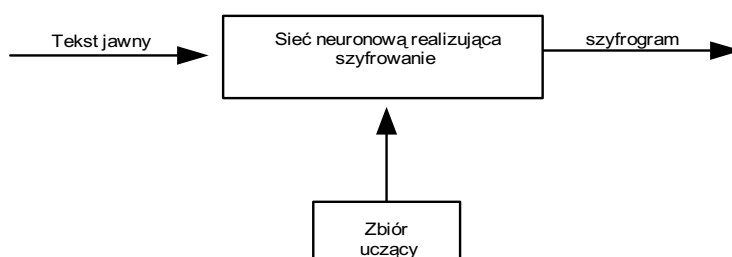 Tekst jawny
Sieć neuronową realizująca
szyfrowanie
szyfrogram
Zbiór
uczący